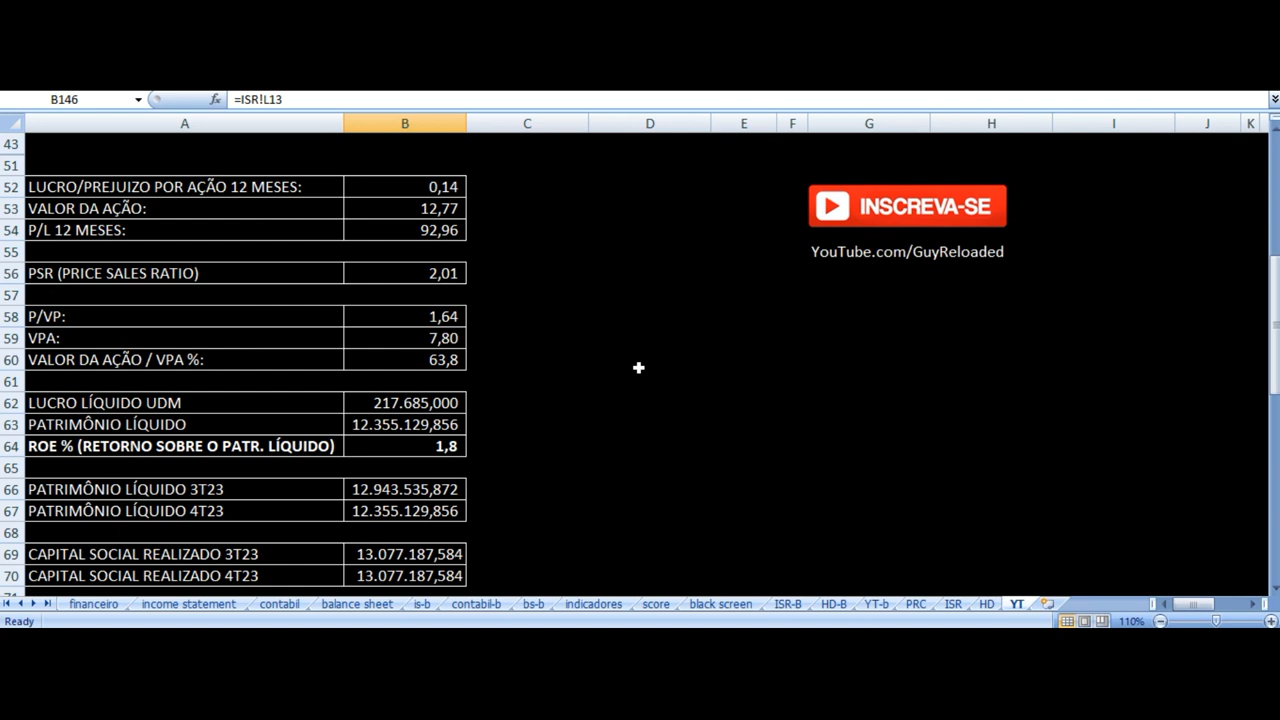 B146 fx =ISR!L13
A B C D E F G H I J K
43
51
52 LUCRO/PREJUIZO POR AÇÃO 12 MESES: 0,14
53 VALOR DA AÇÃO: 12,77
54 P/L 12 MESES: 92,96
55
56 PSR (PRICE SALES RATIO) 2,01
57
58 P/VP: 1,64
59 VPA: 7,80
60 VALOR DA AÇÃO / VPA %: 63,8
61
62 LUCRO LÍQUIDO UDM 217.685,000
63 PATRIMÔNIO LÍQUIDO 12.355.129,856
64 ROE % (RETORNO SOBRE O PATR. LÍQUIDO) 1,8
65
66 PATRIMÔNIO LÍQUIDO 3T23 12.943.535,872
67 PATRIMÔNIO LÍQUIDO 4T23 12.355.129,856
68
69 CAPITAL SOCIAL REALIZADO 3T23 13.077.187,584
70 CAPITAL SOCIAL REALIZADO 4T23 13.077.187,584
INSCREVA-SE
YouTube.com/GuyReloaded
financeiro income statement contábil balance sheet is-b contabil-b bs-b indicadores score black screen ISR-B HD-B YT-b PRC ISR HD YT
Ready 110%